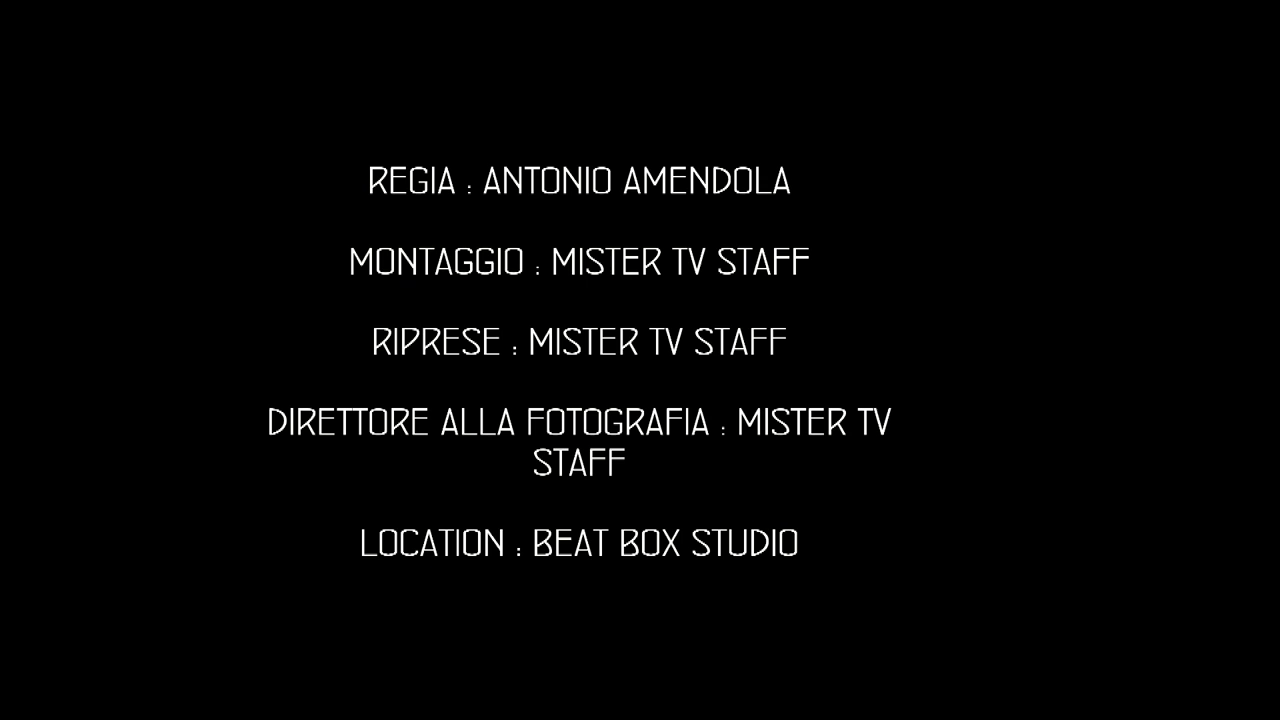 REGIA : ANTONIO AMENDOLA
MONTAGGIO : MISTER TV STAFF
RIPRESE : MISTER TV STAFF
DIRETTORE ALLA FOTOGRAFIA : MISTER TV
STAFF
LOCATION : BEAT BOX STUDIO